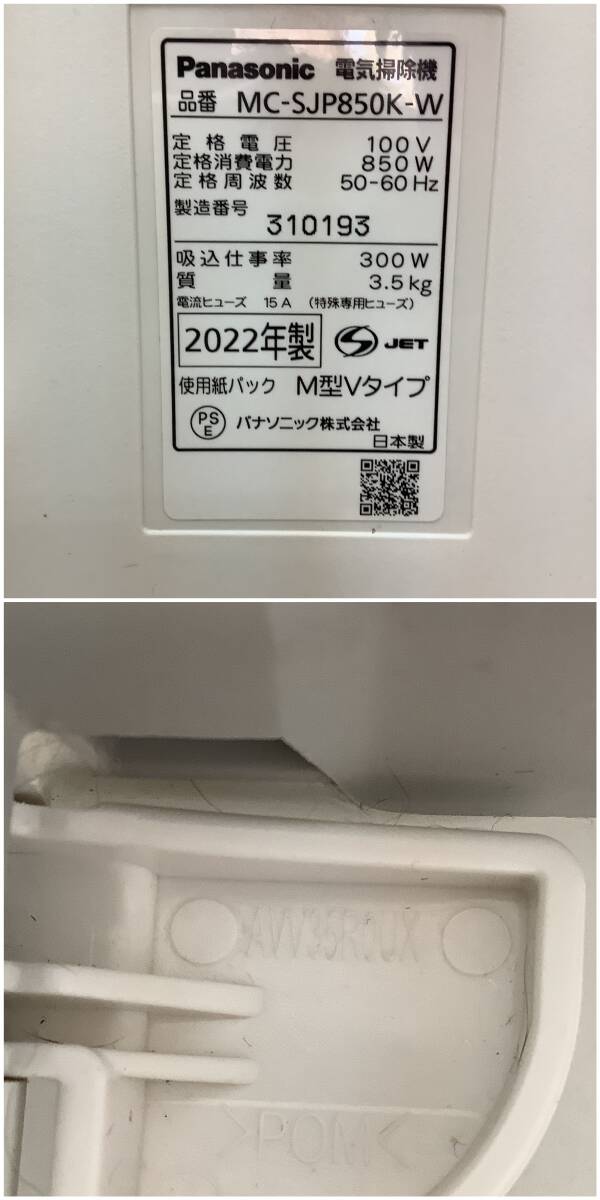 Panasonic 電気掃除機
品番 MC-SJP850K-W
定格電圧 100V
定格消費電力 850W
定格周波数 50-60Hz
製造番号
310193
吸込仕事率 300W
質量 3.5kg
電流ヒューズ 15A (特殊専用ヒューズ)
2022年製 S JET
使用紙パック M型Vタイプ
PS
E パナソニック株式会社
日本製
>POM<